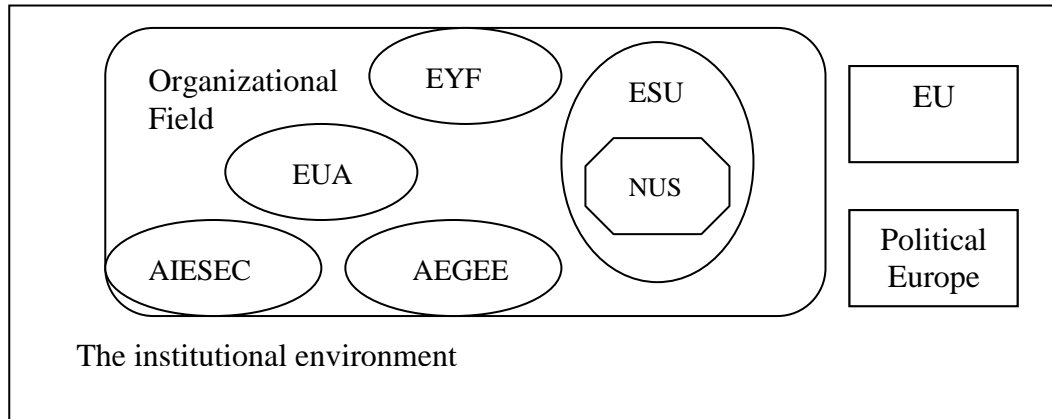 Organizational
Field
EYF
ESU
EU
EUA
NUS
AIESEC
AEGEE
Political
Europe
The institutional environment